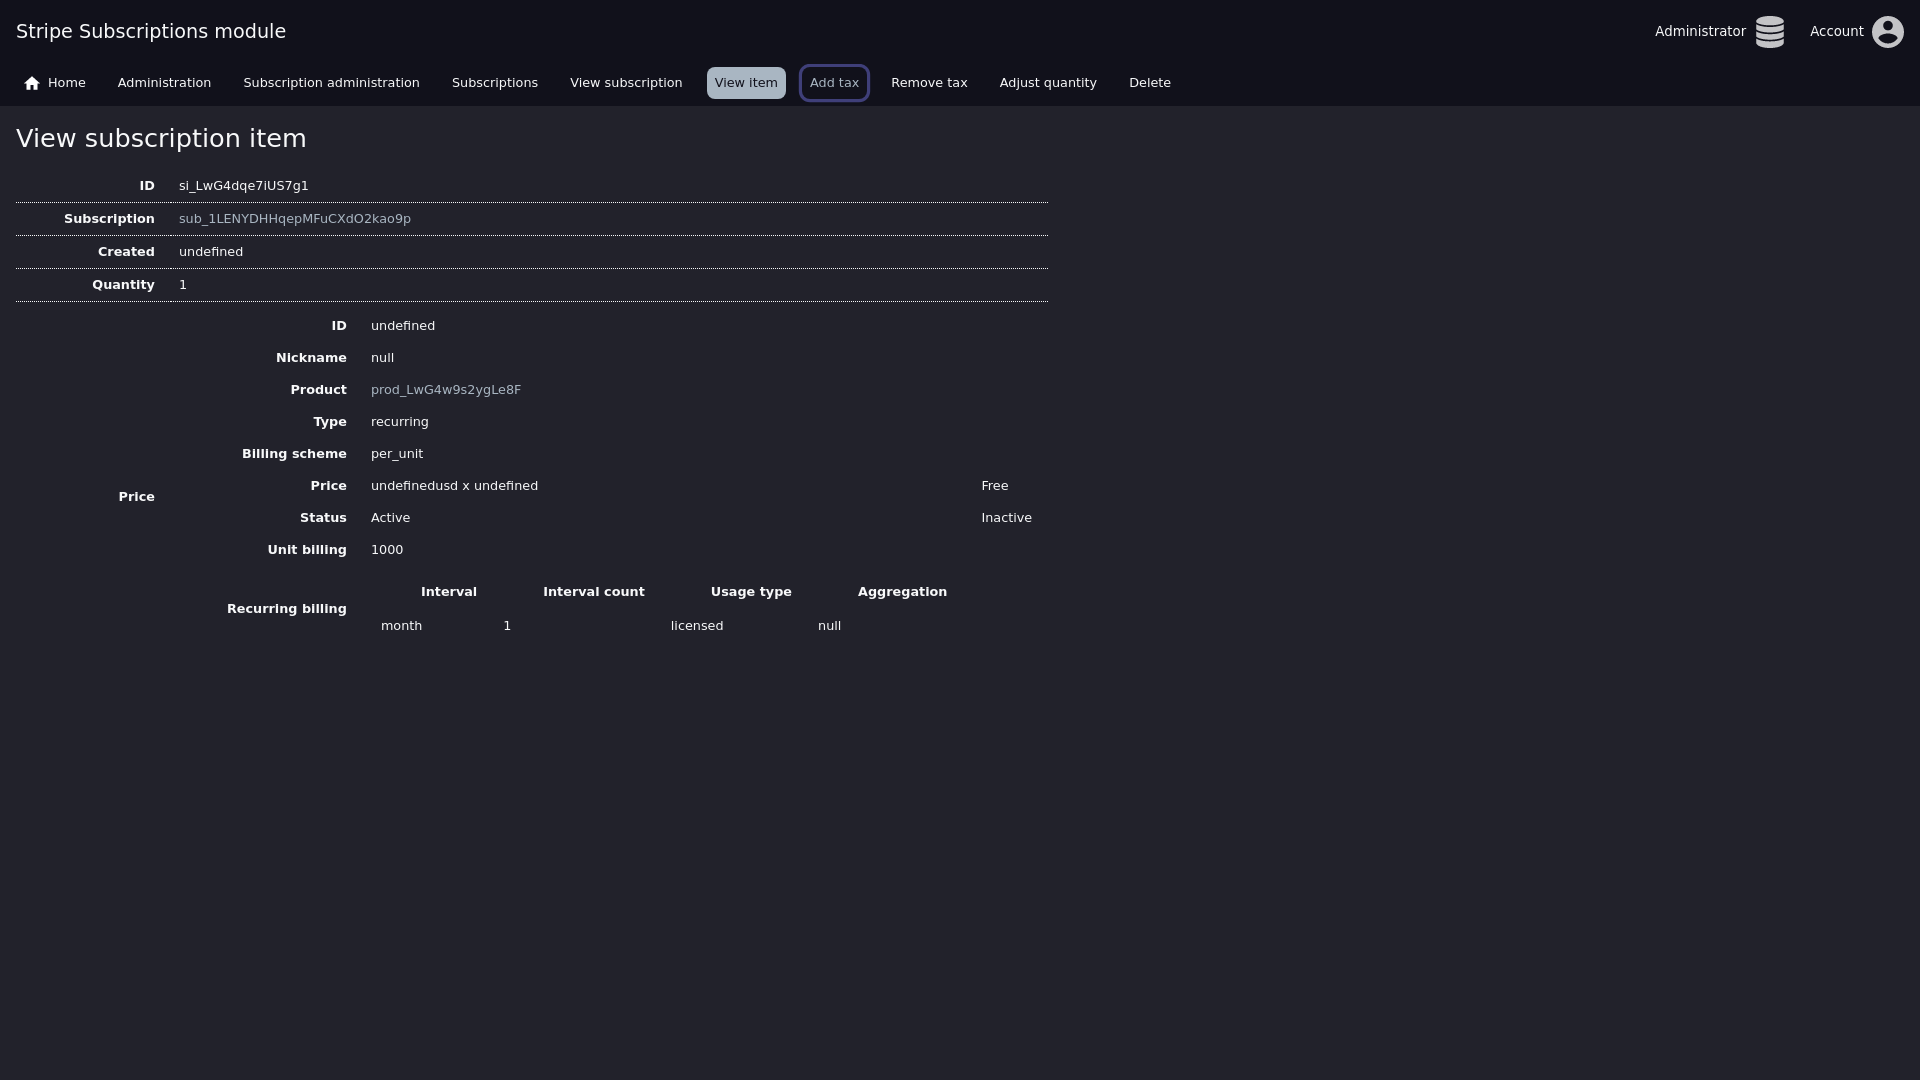 Stripe Subscriptions module
Administrator
Account
Home
Administration
Subscription administration
Subscriptions
View subscription
View item
Add tax
Remove tax
Adjust quantity
Delete
View subscription item
ID si_LwG4dqe7iUS7g1
Subscription sub_1LENYDHHqepMFuCXdO2kao9p
Created undefined
Quantity 1
Price
ID undefined
Nickname null
Product prod_LwG4w9s2ygLe8F
Type recurring
Billing scheme per_unit
Price undefinedusd x undefined Free
Status Active Inactive
Unit billing 1000
Recurring billing
Interval Interval count Usage type Aggregation
month 1 licensed null